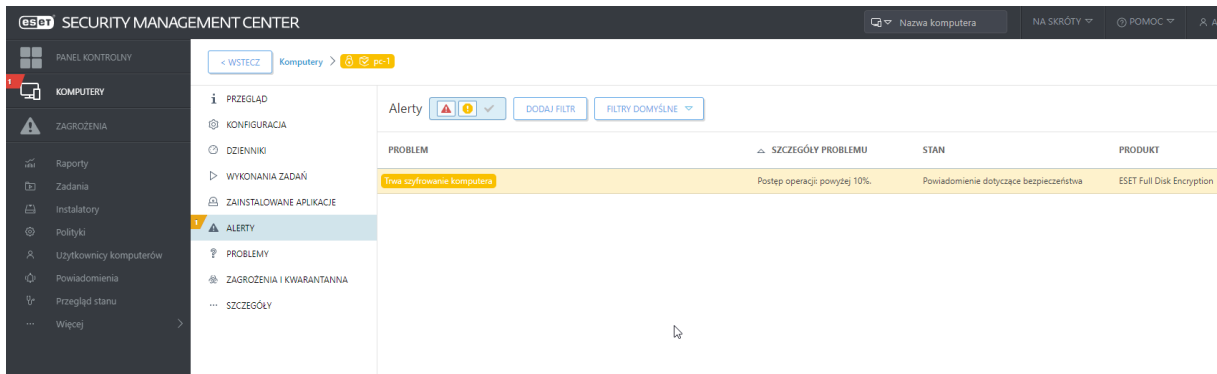 eset SECURITY MANAGEMENT CENTER
Nazwa komputera
NA SKRÓTY
POMOC
A
PANEL KONTROLNY
1
KOMPUTERY
ZAGROŻENIA
Raporty
Zadania
Instalatory
Polityki
Użytkownicy komputerów
Powiadomienia
Przegląd stanu
Więcej
< WSTECZ Komputery > pc-1
PRZEGLĄD
KONFIGURACJA
DZIENNIKI
WYKONANIA ZADAŃ
ZAINSTALOWANE APLIKACJE
1
ALERTY
PROBLEMY
ZAGROŻENIA I KWARANTANNA
SZCZEGÓŁY
Alerty DODAJ FILTR FILTRY DOMYŚLNE
PROBLEM SZCZEGÓŁY PROBLEMU STAN PRODUKT
Trwa szyfrowanie komputera Postęp operacji: powyżej 10%. Powiadomienie dotyczące bezpieczeństwa ESET Full Disk Encryption